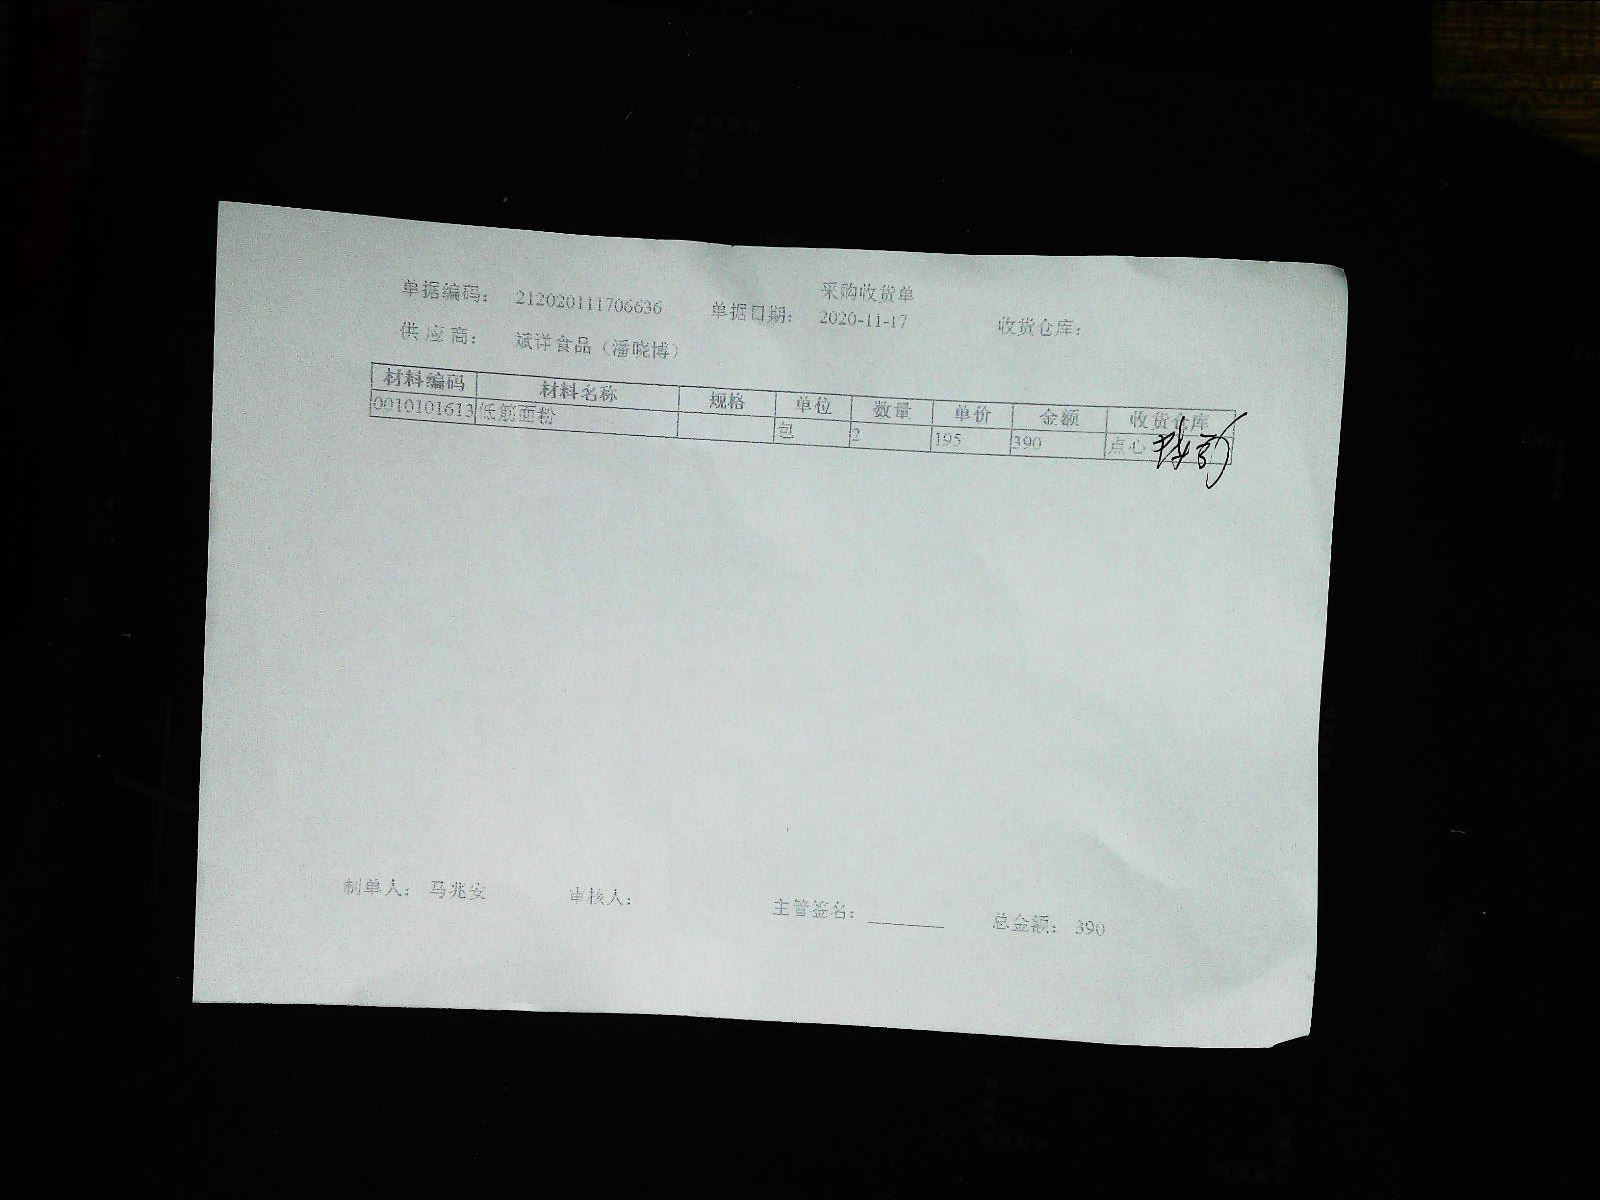 采购收货单
单据编码： 212020111706636 单据日期： 2020-11-17 收货仓库：
供 应 商： 斌洋食品（潘晓博）
材料编码 材料名称 规格 单位 数量 单价 金额 收货仓库
0010101613 低筋面粉 包 2 195 390 点心
制单人： 马兆安 审核人： 主管签名： ________ 总金额： 390